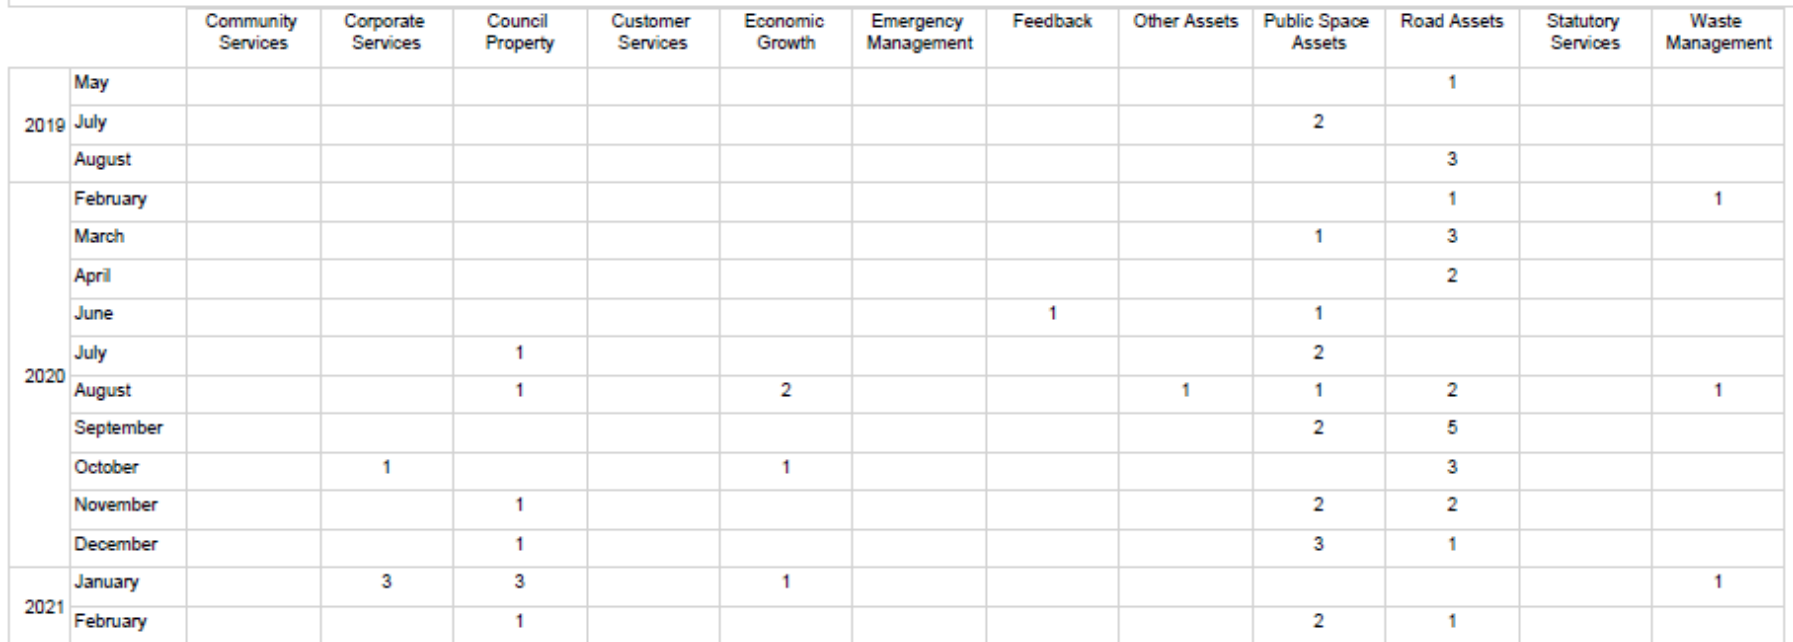 Community Services Corporate Services Council Property Customer Services Economic Growth Emergency Management Feedback Other Assets Public Space Assets Road Assets Statutory Services Waste Management
2019
May 1
July 2
August 3
2020
February 1 1
March 1 3
April 2
June 1 1
July 1 2
August 1 2 1 1 2 1
September 2 5
October 1 1 3
November 1 2 2
December 1 3 1
2021
January 3 3 1 1
February 1 2 1